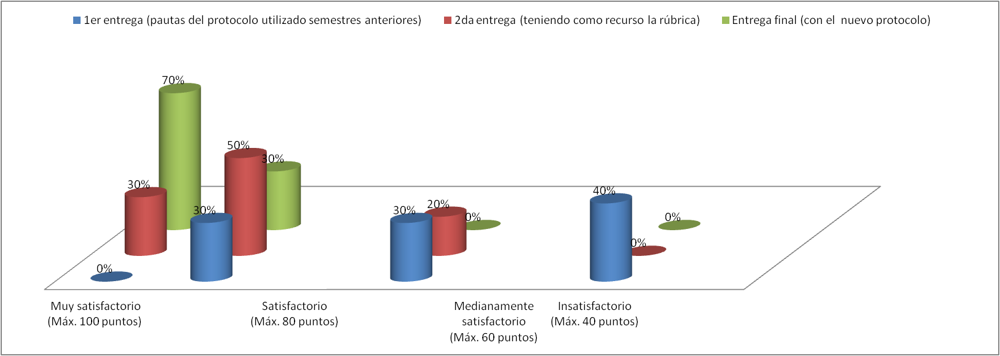 1er entrega (pautas del protocolo utilizado semestres anteriores)
2da entrega (teniendo como recurso la rúbrica)
Entrega final (con el  nuevo protocolo)
70%
50%
30%
30%
30%
30%
20%
0%
40%
0%
0%
0%
Muy satisfactorio
(Máx. 100 puntos)
Satisfactorio
(Máx. 80 puntos)
Medianamente
satisfactorio
(Máx. 60 puntos)
Insatisfactorio
(Máx. 40 puntos)